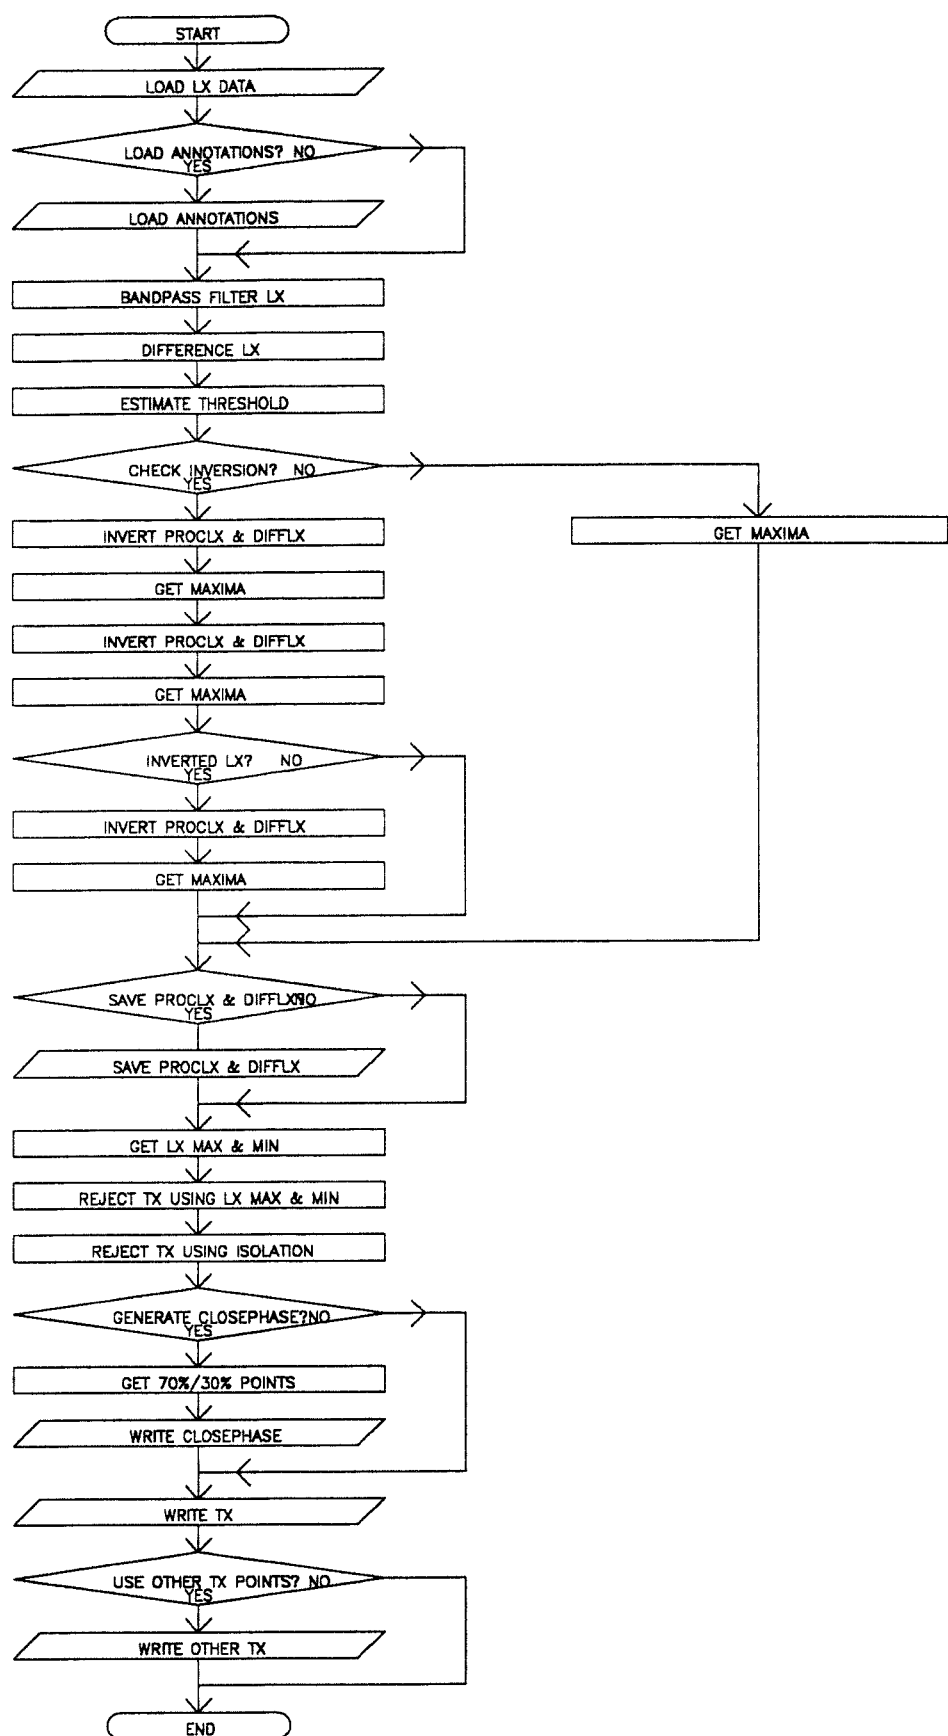 START
LOAD LX DATA
LOAD ANNOTATIONS? NO
YES
LOAD ANNOTATIONS
BANDPASS FILTER LX
DIFFERENCE LX
ESTIMATE THRESHOLD
CHECK INVERSION? NO
YES
GET MAXIMA
INVERT PROCLX & DIFFLX
GET MAXIMA
INVERT PROCLX & DIFFLX
GET MAXIMA
INVERTED LX? NO
YES
INVERT PROCLX & DIFFLX
GET MAXIMA
SAVE PROCLX & DIFFLX? NO
YES
SAVE PROCLX & DIFFLX
GET LX MAX & MIN
REJECT TX USING LX MAX & MIN
REJECT TX USING ISOLATION
GENERATE CLOSEPHASE? NO
YES
GET 70%/30% POINTS
WRITE CLOSEPHASE
WRITE TX
USE OTHER TX POINTS? NO
YES
WRITE OTHER TX
END